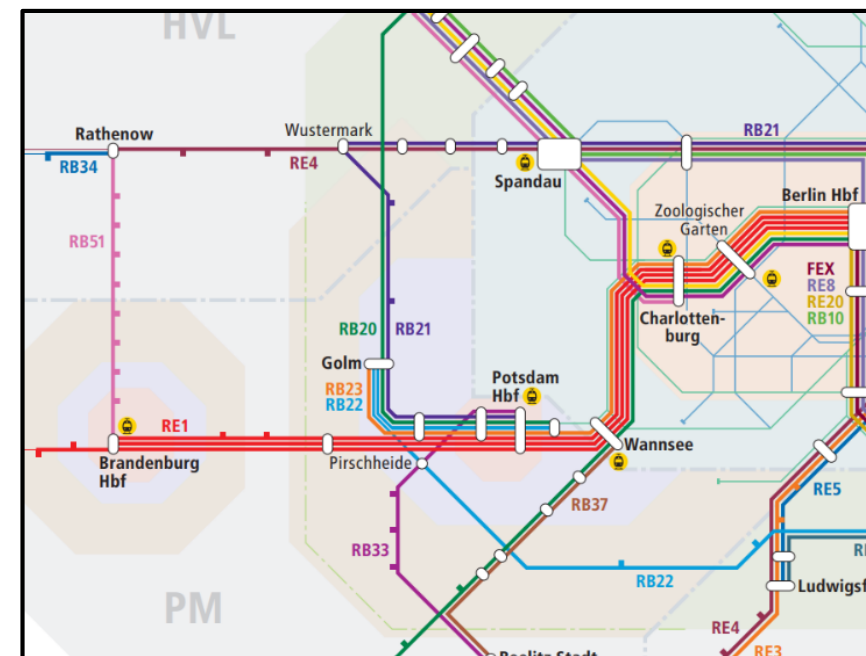 HVL
Rathenow
Wustermark
RB21
RB34
RE4
Spandau
Berlin Hbf
Zoologischer
Garten
RB51
FEX
RE8
RE20
RB10
Charlotten-
burg
RB20
RB21
Golm
RB23
RB22
Potsdam
Hbf
RE1
Wannsee
Brandenburg
Hbf
Pirschheide
RE5
RB37
RB33
RB22
Ludwigsf
PM
RE4
RE3